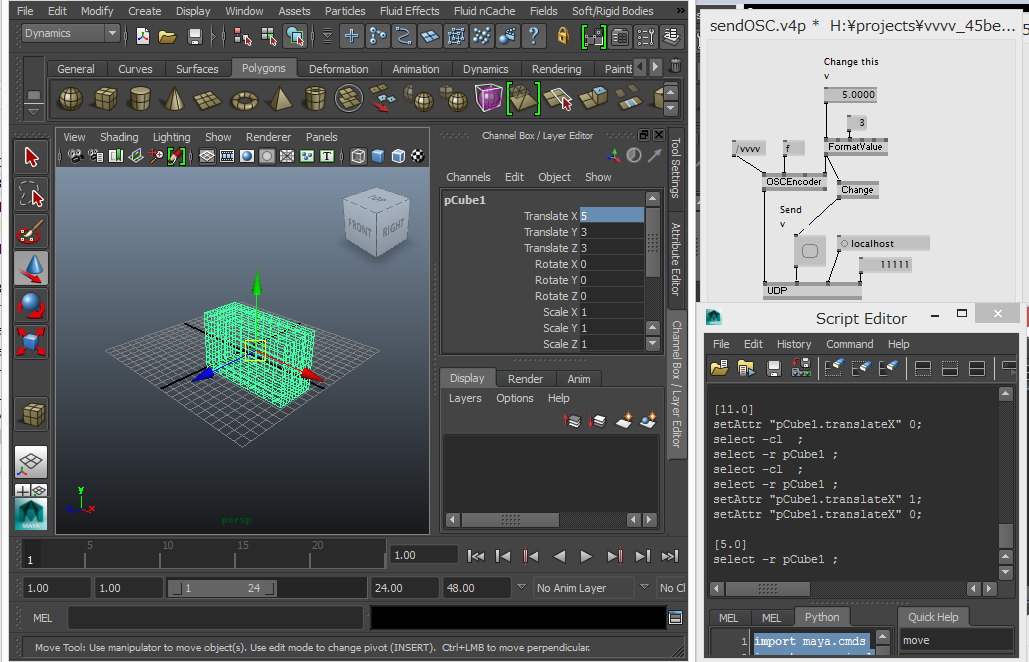 File Edit Modify Create Display Window Assets Particles Fluid Effects Fluid nCache Fields Soft/Rigid Bodies »
Dynamics
General Curves Surfaces Polygons Deformation Animation Dynamics Rendering Painti
View Shading Lighting Show Renderer Panels
TOP
FRONT
RIGHT
y
x
persp
Channel Box / Layer Editor
Channels Edit Object Show
pCube1
Translate X 5
Translate Y 3
Translate Z 3
Rotate X 0
Rotate Y 0
Rotate Z 0
Scale X 1
Scale Y 1
Scale Z 1
Display Render Anim
Layers Options Help
Tool Settings
Attribute Editor
Channel Box / Layer Editor
MAYA
1 5 10 15 20
1.00
1.00 1.00 1 24 24.00 48.00 No Anim Layer No Cl
MEL
Move Tool: Use manipulator to move object(s). Use edit mode to change pivot (INSERT). Ctrl+LMB to move perpendicular.
sendOSC.v4p * H:¥projects¥vvvv_45be...
Change this
v
5.0000
3
/vvvv
f
FormatValue
OSCEncoder
Change
Send
v
localhost
11111
UDP
Script Editor
File Edit History Command Help
[11.0]
setAttr "pCube1.translateX" 0;
select -cl  ;
select -r pCube1 ;
select -cl  ;
select -r pCube1 ;
setAttr "pCube1.translateX" 1;
setAttr "pCube1.translateX" 0;
[5.0]
select -r pCube1 ;
MEL MEL Python Quick Help
1 import maya.cmds
move